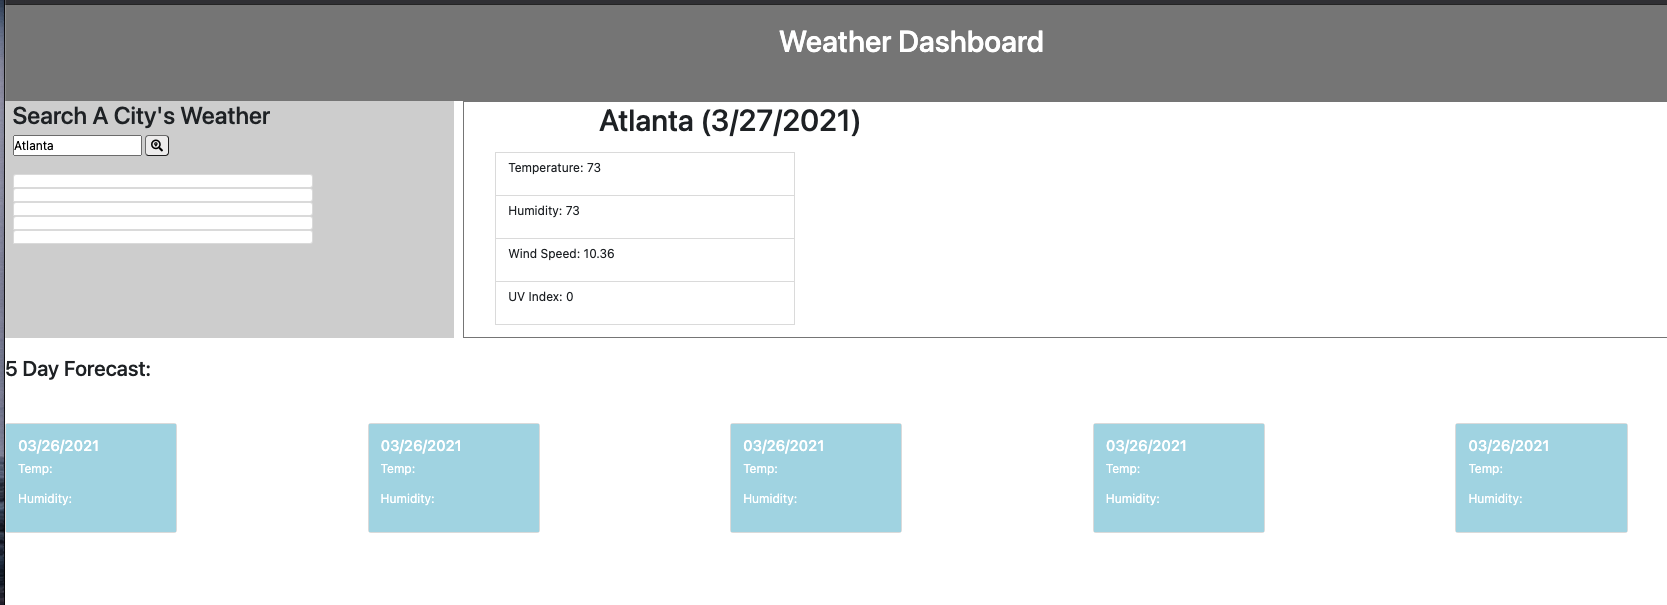 Weather Dashboard
Search A City's Weather
Atlanta
Atlanta (3/27/2021)
Temperature: 73
Humidity: 73
Wind Speed: 10.36
UV Index: 0
5 Day Forecast:
03/26/2021
Temp:
Humidity:
03/26/2021
Temp:
Humidity:
03/26/2021
Temp:
Humidity:
03/26/2021
Temp:
Humidity:
03/26/2021
Temp:
Humidity: